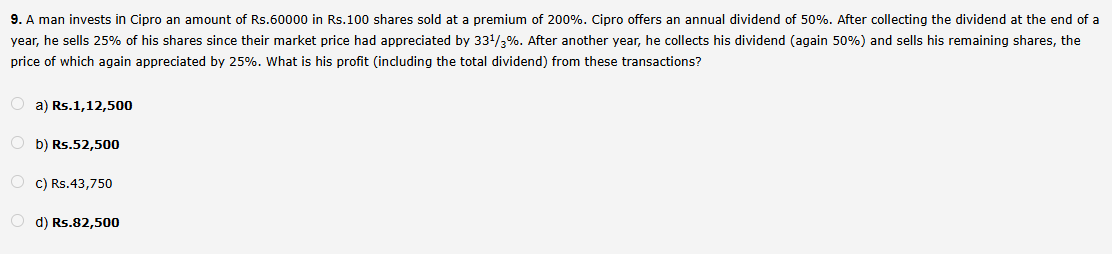 9. A man invests in Cipro an amount of Rs.60000 in Rs.100 shares sold at a premium of 200%. Cipro offers an annual dividend of 50%. After collecting the dividend at the end of a
year, he sells 25% of his shares since their market price had appreciated by 33¹/₃%. After another year, he collects his dividend (again 50%) and sells his remaining shares, the
price of which again appreciated by 25%. What is his profit (including the total dividend) from these transactions?
a) Rs.1,12,500
b) Rs.52,500
c) Rs.43,750
d) Rs.82,500